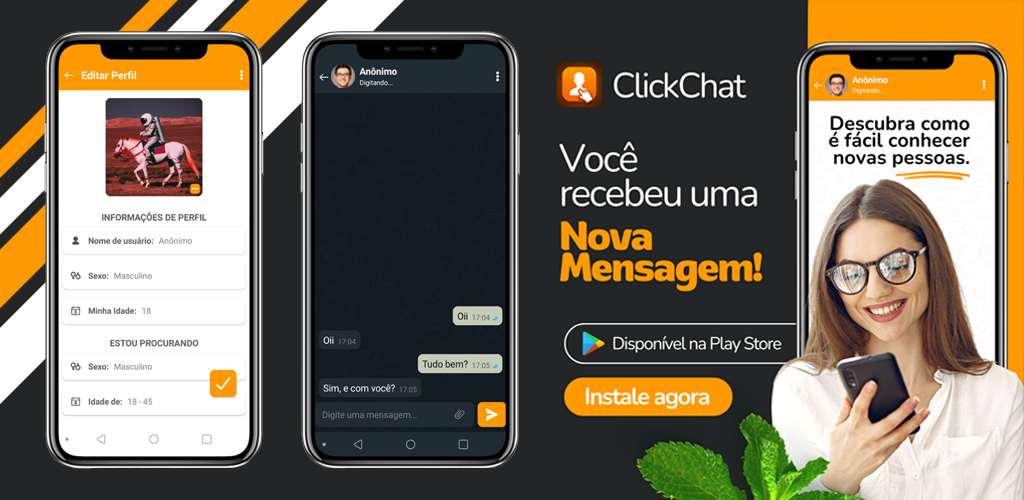 Editar Perfil
INFORMAÇÕES DE PERFIL
Nome de usuário: Anônimo
Sexo: Masculino
Minha Idade: 18
ESTOU PROCURANDO
Sexo: Masculino
Idade de: 18 - 45
Anônimo
Digitando...
Oii 17:04
Oii 17:04
Tudo bem? 17:05
Sim, e com você? 17:05
Digite uma mensagem...
ClickChat
Você
recebeu uma
Nova
Mensagem!
Disponível na Play Store
Instale agora
Anônimo
Digitando...
Descubra como
é fácil conhecer
novas pessoas.